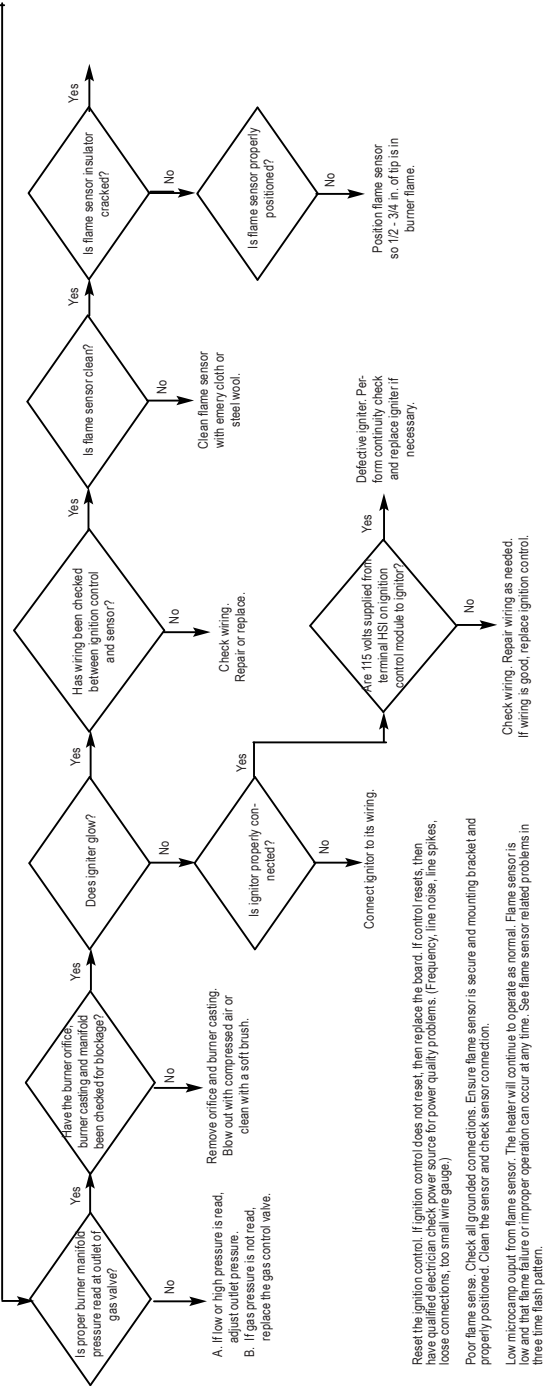 Is proper burner manifold
pressure read at outlet of
gas valve?
Yes
No
A. If low or high pressure is read,
adjust outlet pressure.
B. If gas pressure is not read,
replace the gas control valve.
Have the burner orifice,
burner casting and manifold
been checked for blockage?
Yes
No
Remove orifice and burner casting.
Blow out with compressed air or
clean with a soft brush.
Does igniter glow?
Yes
No
Is ignitor properly con-
nected?
Yes
No
Connect ignitor to its wiring.
Has wiring been checked
between ignition control
and sensor?
Yes
No
Check wiring.
Repair or replace.
Are 115 volts supplied from
terminal HSI on ignition
control module to ignitor?
Yes
No
Defective igniter. Per-
form continuity check
and replace igniter if
necessary.
Check wiring. Repair wiring as needed.
If wiring is good, replace ignition control.
Is flame sensor clean?
Yes
No
Clean flame sensor
with emery cloth or
steel wool.
Is flame sensor insulator
cracked?
Yes
No
Is flame sensor properly
positioned?
No
Position flame sensor
so 1/2 - 3/4 in. of tip is in
burner flame.
Reset the ignition control. If ignition control does not reset, then replace the board. If control resets, then
have qualified electrician check power source for power quality problems. (Frequency, line noise, line spikes,
loose connections, too small wire gauge.)
Poor flame sense. Check all grounded connections. Ensure flame sensor is secure and mounting bracket and
properly positioned. Clean the sensor and check sensor connection.
Low microcamp ouput from flame sensor. The heater will continue to operate as normal. Flame sensor is
low and that flame failure or improper operation can occur at any time. See flame sensor related problems in
three time flash pattern.